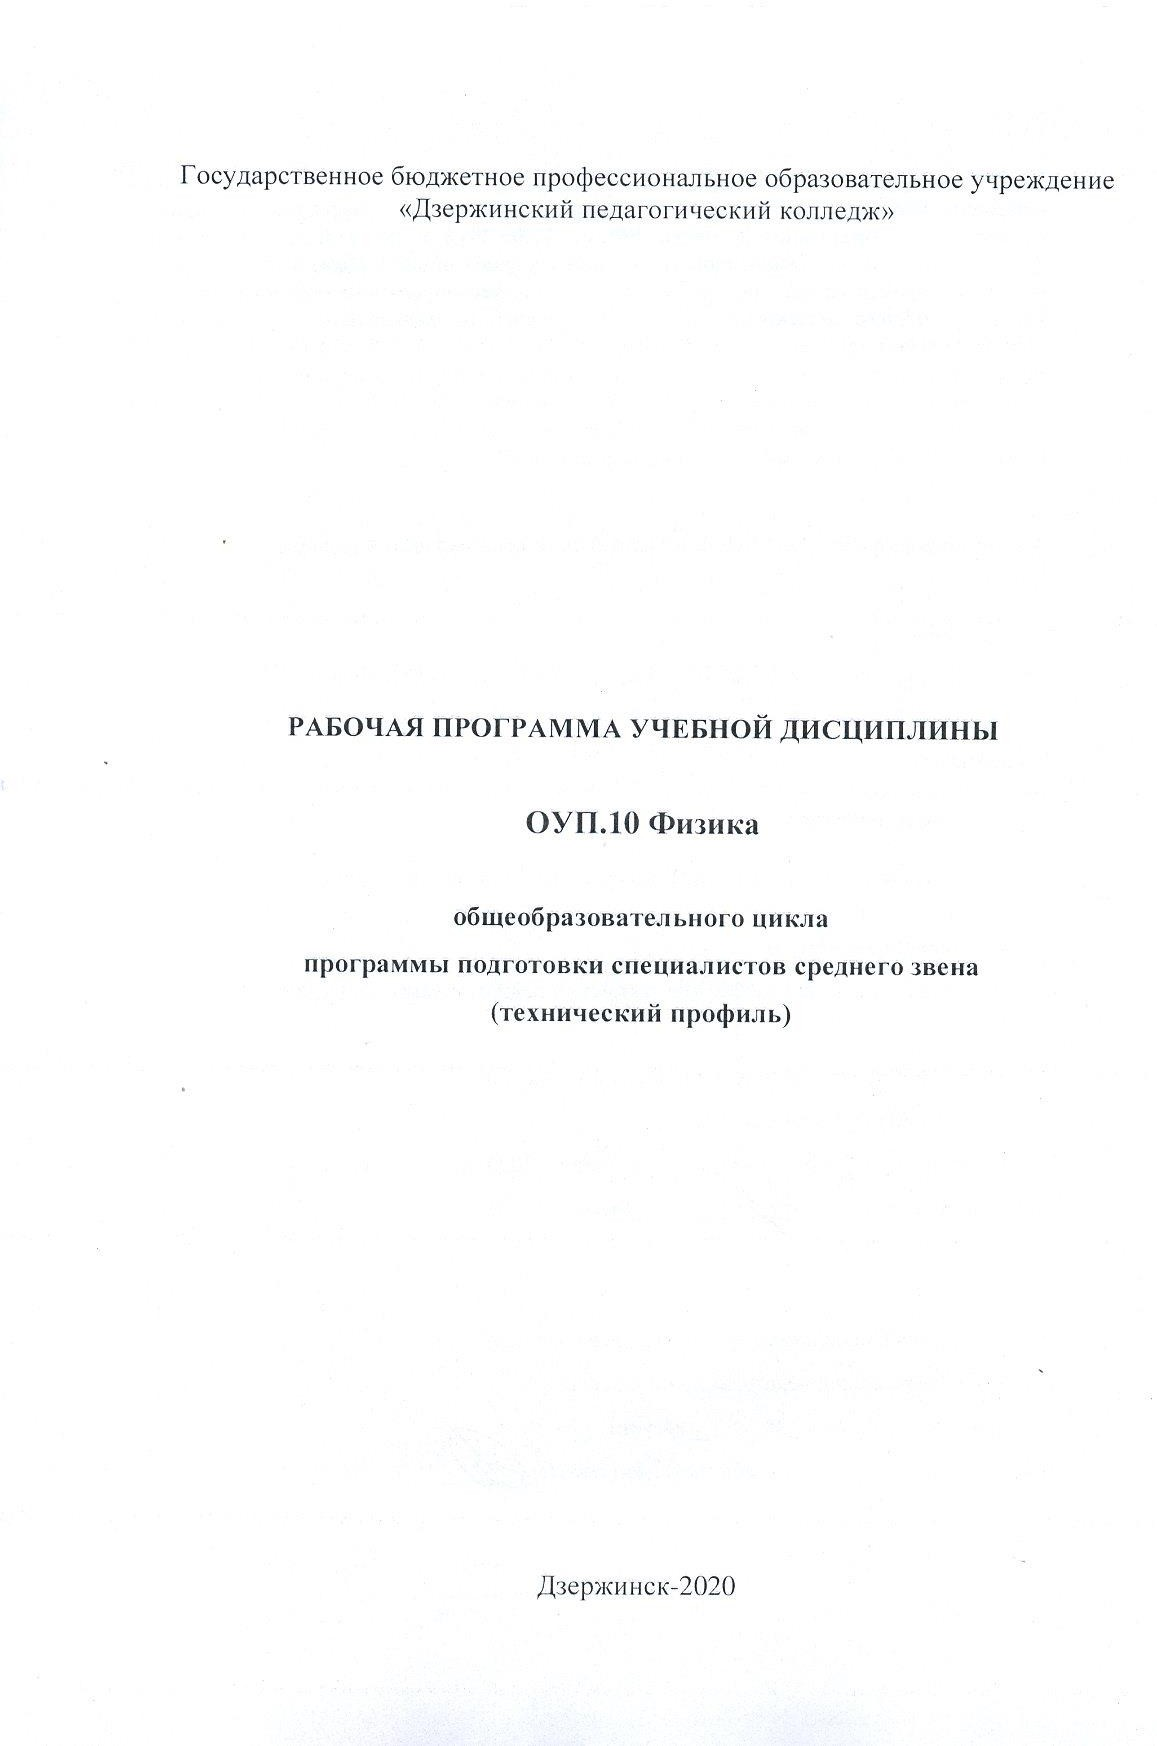 Государственное бюджетное профессиональное образовательное учреждение
«Дзержинский педагогический колледж»
РАБОЧАЯ ПРОГРАММА УЧЕБНОЙ ДИСЦИПЛИНЫ
ОУП.10 Физика
общеобразовательного цикла
программы подготовки специалистов среднего звена
(технический профиль)
Дзержинск-2020